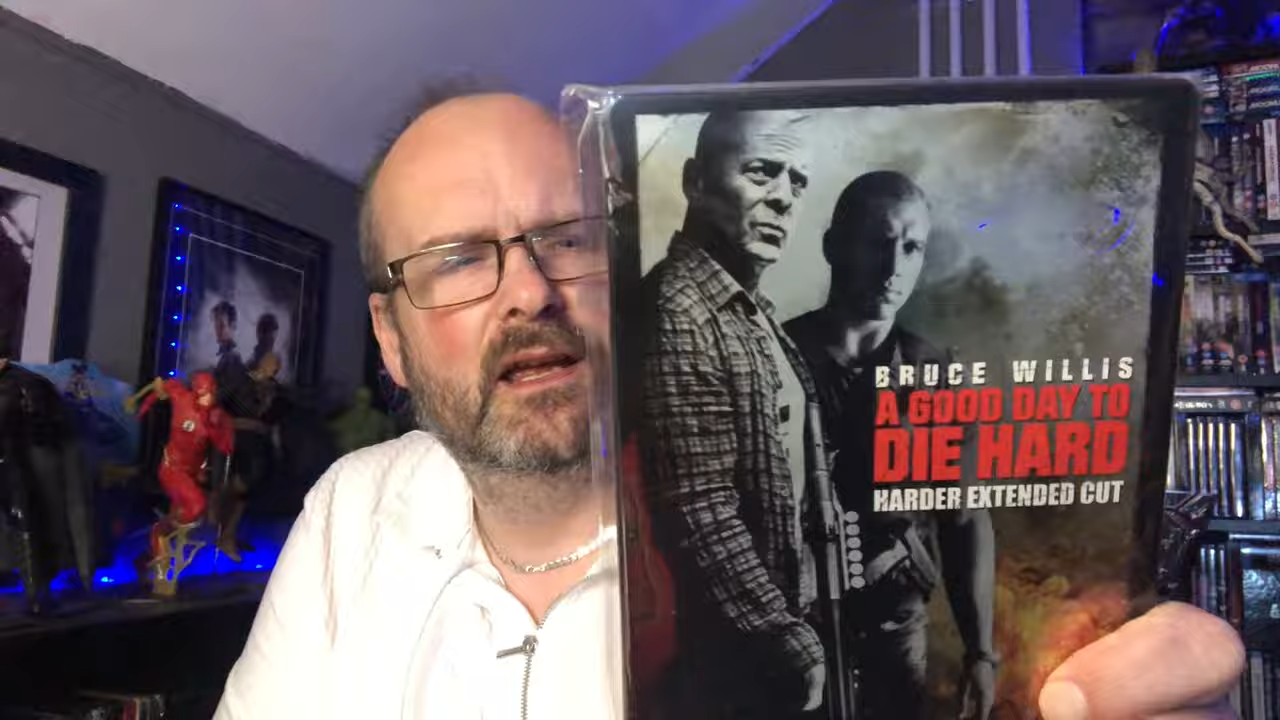 BRUCE WILLIS
A GOOD DAY TO
DIE HARD
HARDER EXTENDED CUT